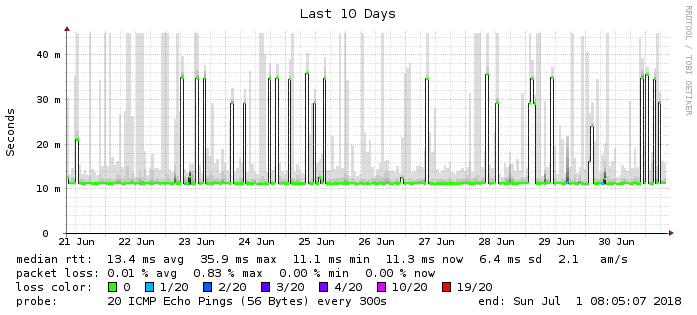 Last 10 Days
RRDTOOL / TOBI OETIKER
Seconds
40 m
30 m
20 m
10 m
0
21 Jun 22 Jun 23 Jun 24 Jun 25 Jun 26 Jun 27 Jun 28 Jun 29 Jun 30 Jun
median rtt: 13.4 ms avg 35.9 ms max 11.1 ms min 11.3 ms now 6.4 ms sd 2.1 am/s
packet loss: 0.01 % avg 0.83 % max 0.00 % min 0.00 % now
loss color: 0 1/20 2/20 3/20 4/20 10/20 19/20
probe: 20 ICMP Echo Pings (56 Bytes) every 300s end: Sun Jul 1 08:05:07 2018